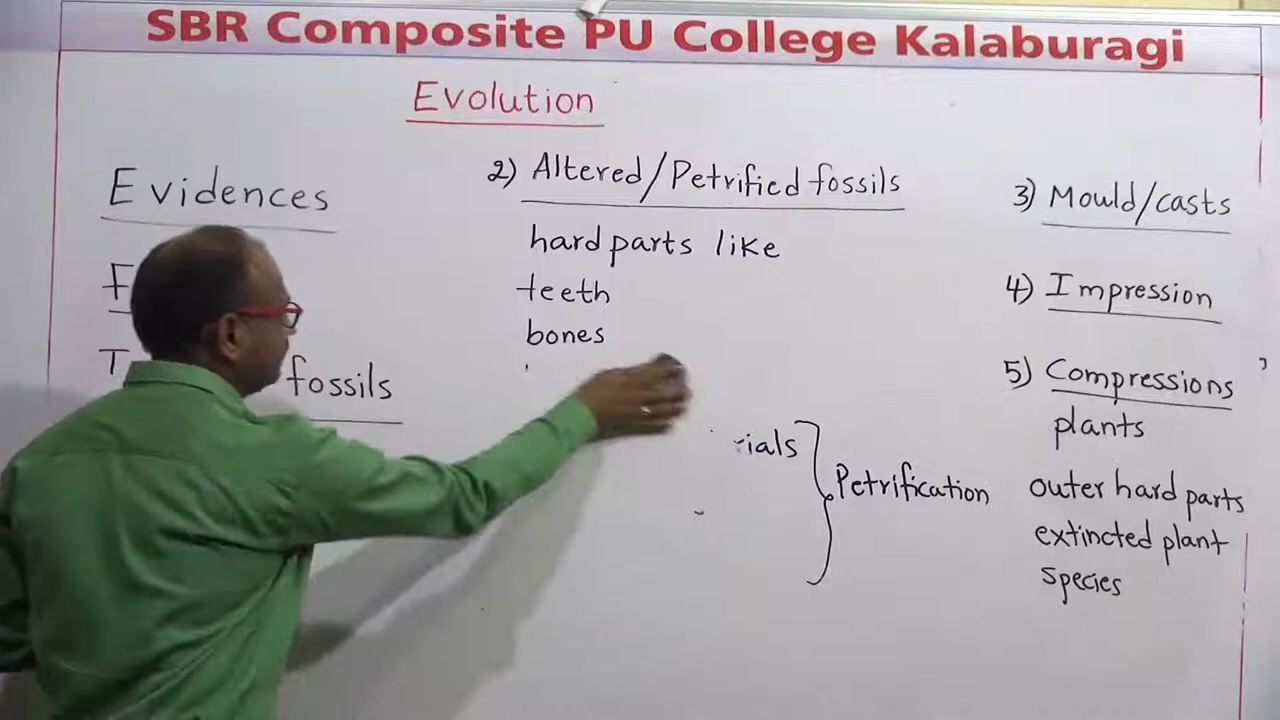 SBR Composite PU College Kalaburagi
Evolution
Evidences
fossils
2) Altered/Petrified fossils
hard parts like
teeth
bones
Petrification
3) Mould/casts
4) Impression
5) Compressions
plants
outer hard parts
extincted plant
species